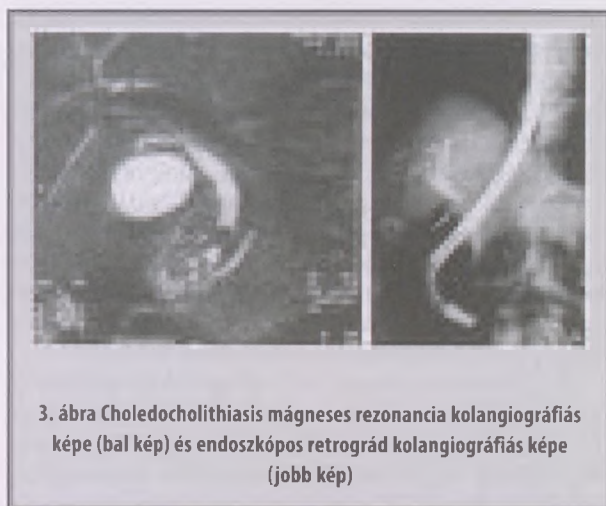 3. ábra Choledocholithiasis mágneses rezonancia kolangiográfiás
képe (bal kép) és endoszkópos retrográd kolangiográfiás képe
(jobb kép)